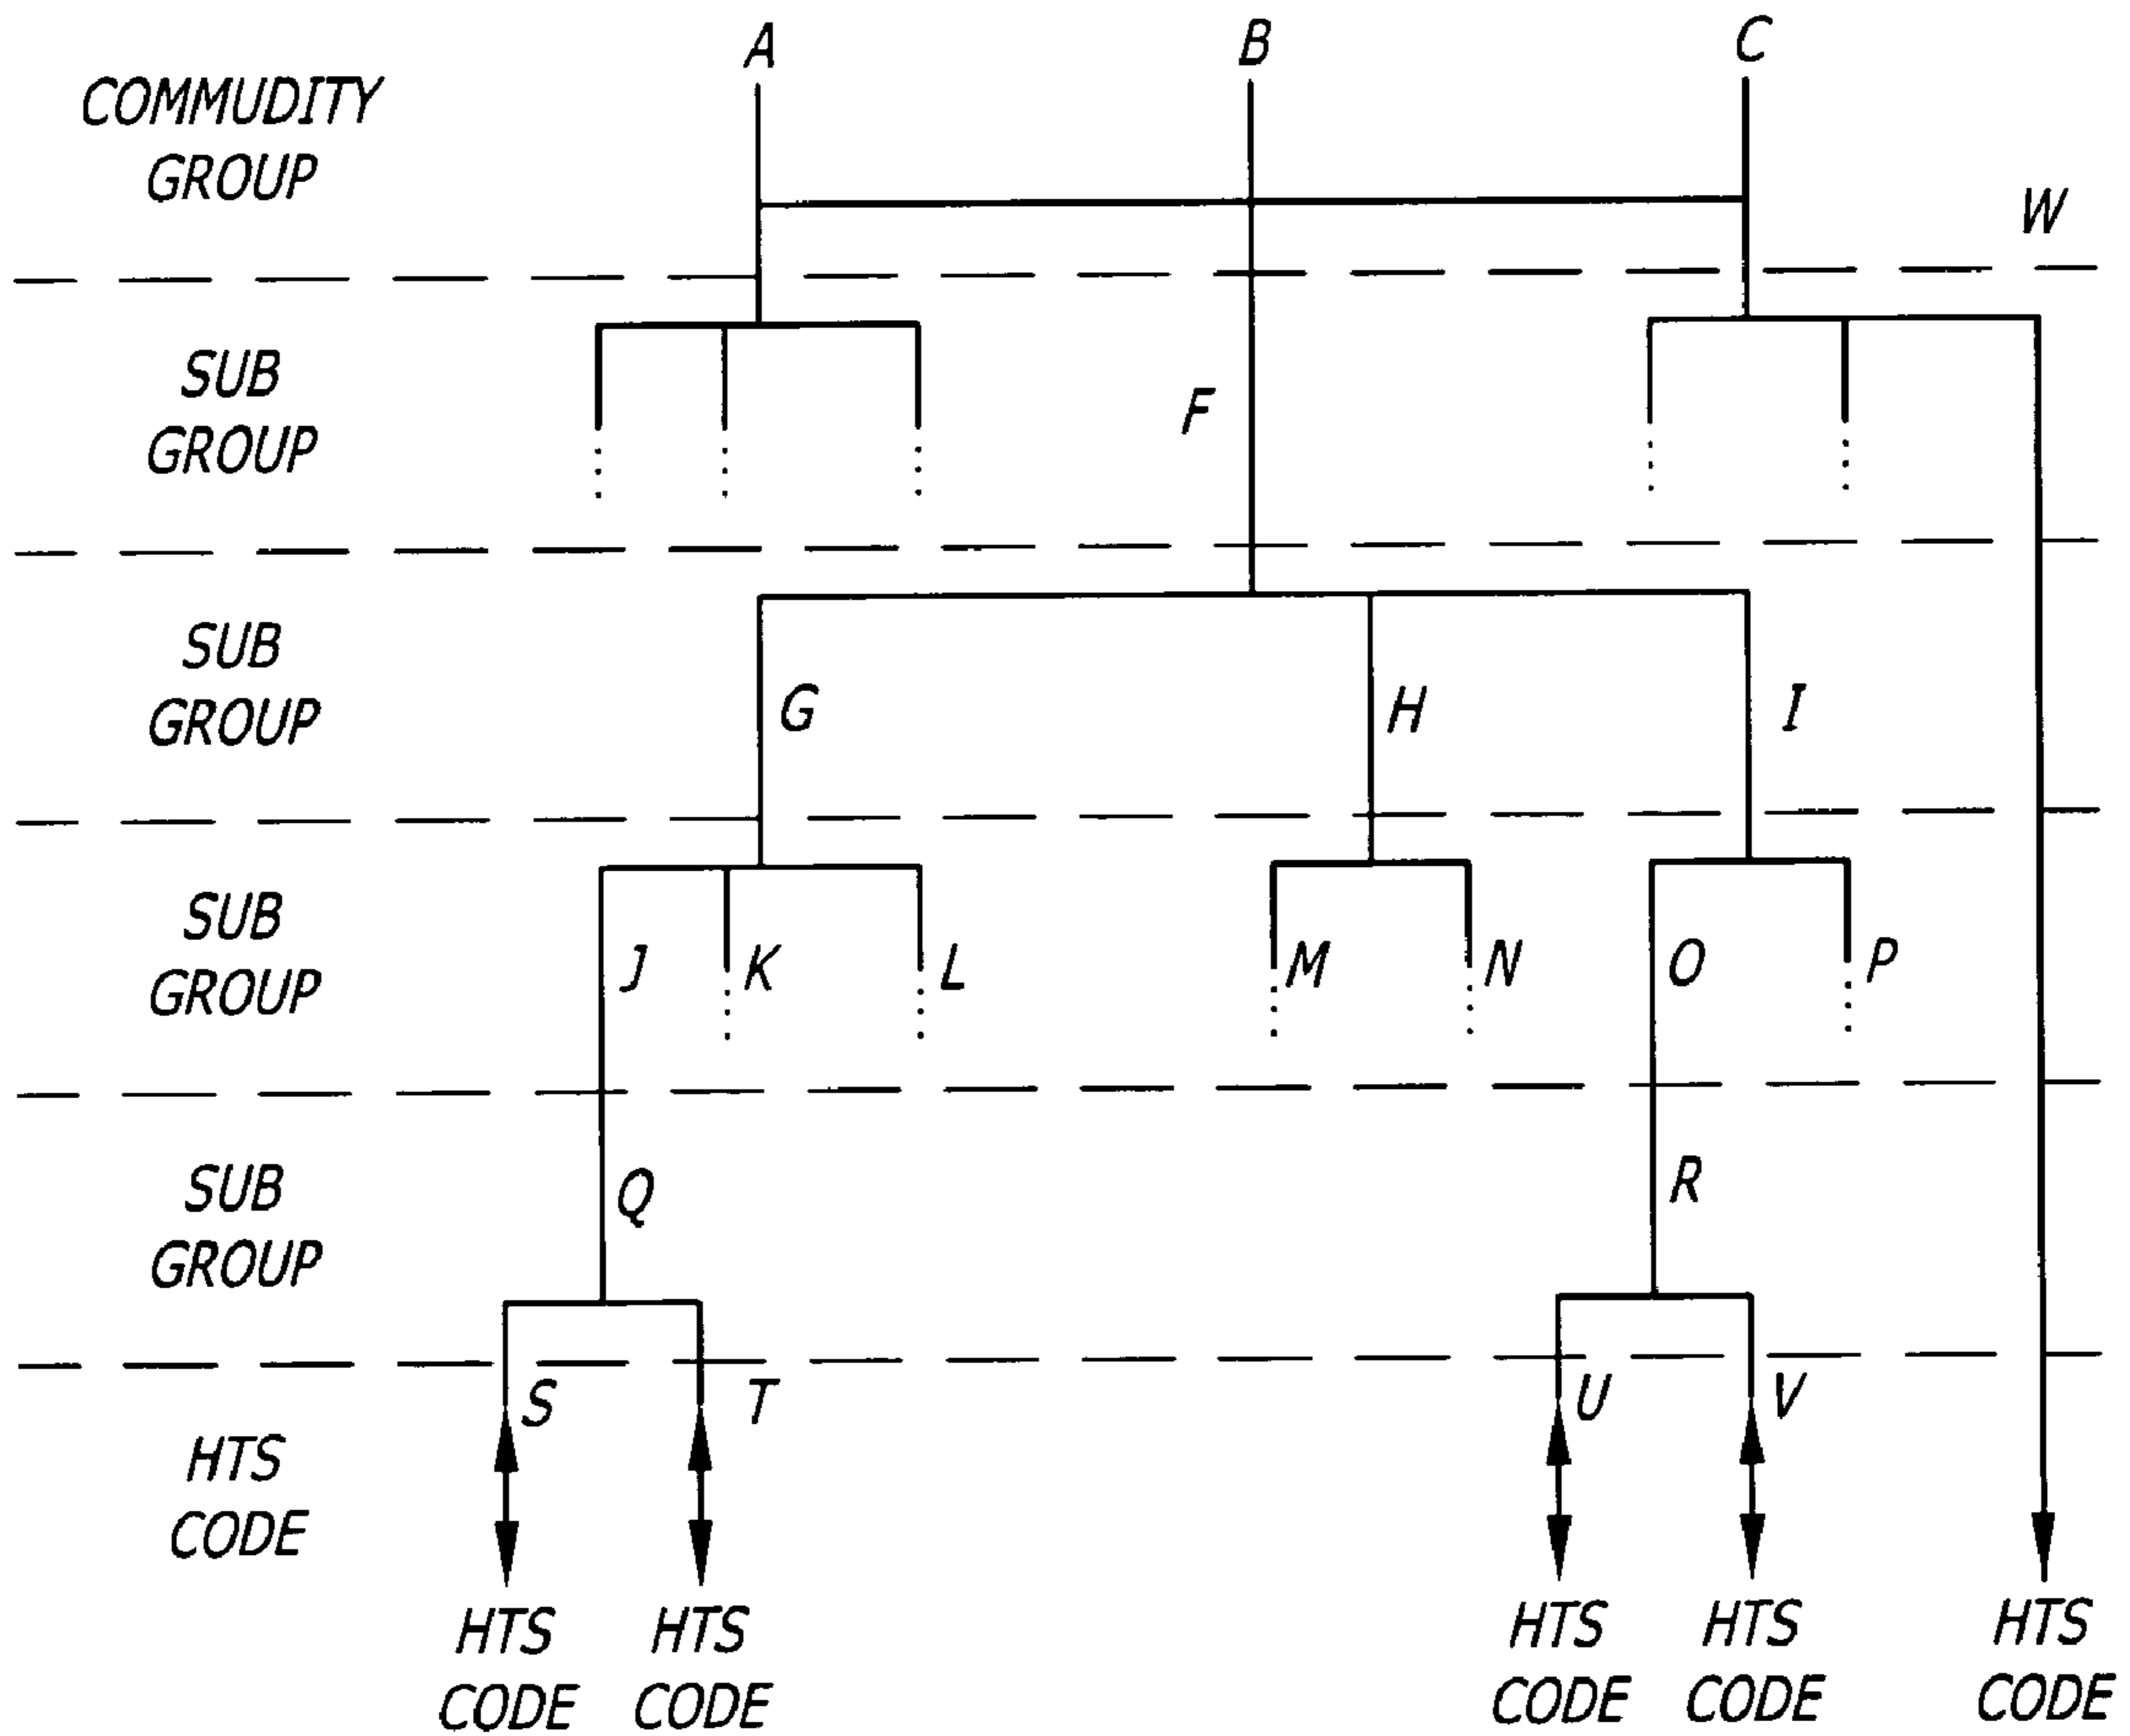 A
B
C
COMMUDITY
GROUP
W
SUB
GROUP
F
SUB
GROUP
G
H
I
SUB
GROUP
J
K
L
M
N
O
P
SUB
GROUP
Q
R
S
T
U
V
HTS
CODE
HTS
CODE
HTS
CODE
HTS
CODE
HTS
CODE
HTS
CODE